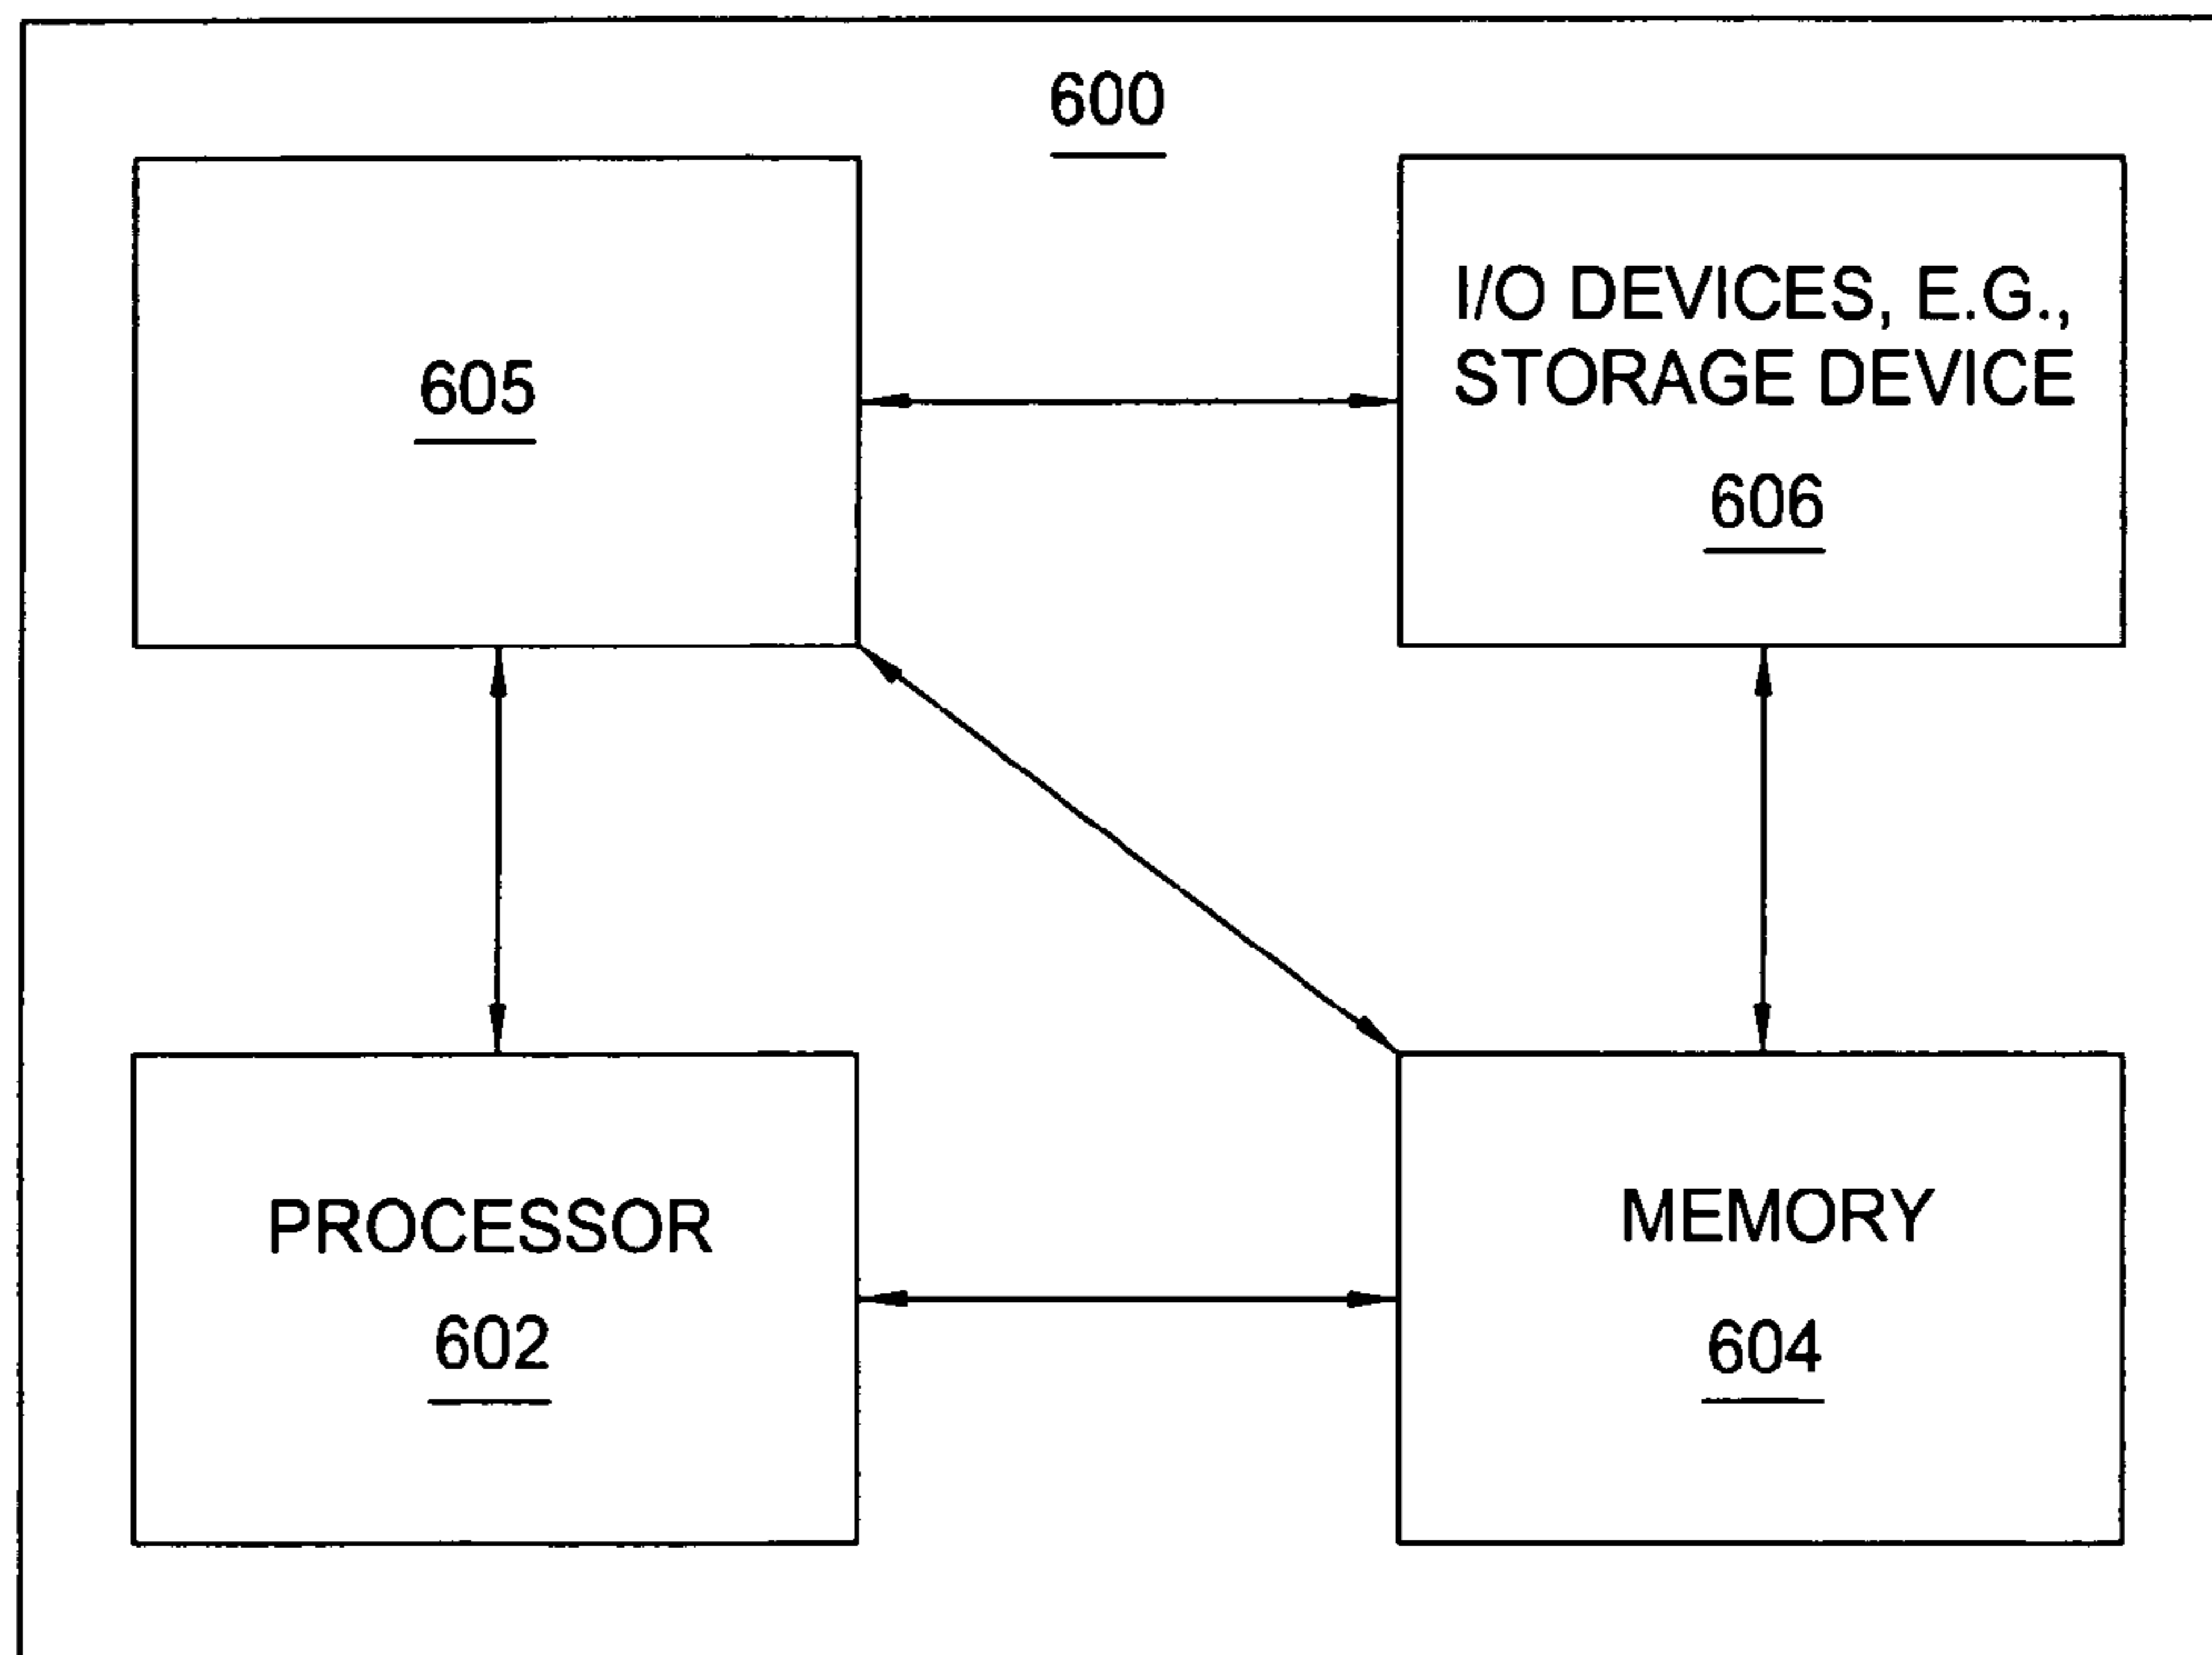 600
605
I/O DEVICES, E.G.,
STORAGE DEVICE
606
PROCESSOR
602
MEMORY
604